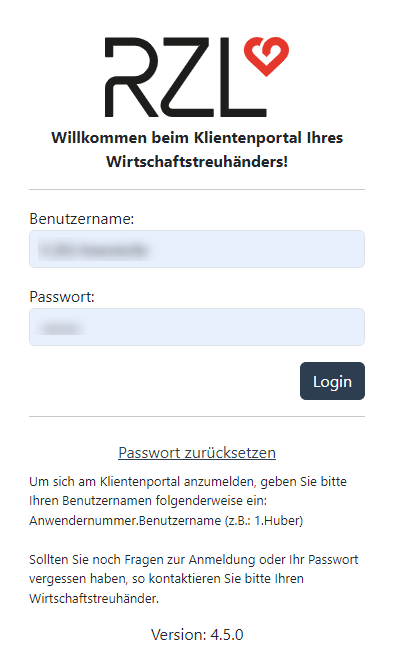 RZL
Willkommen beim Klientenportal Ihres
Wirtschaftstreuhänders!
Benutzername:
Passwort:
Login
Passwort zurücksetzen
Um sich am Klientenportal anzumelden, geben Sie bitte
Ihren Benutzernamen folgenderweise ein:
Anwendernummer.Benutzername (z.B.: 1.Huber)
Sollten Sie noch Fragen zur Anmeldung oder Ihr Passwort
vergessen haben, so kontaktieren Sie bitte Ihren
Wirtschaftstreuhänder.
Version: 4.5.0